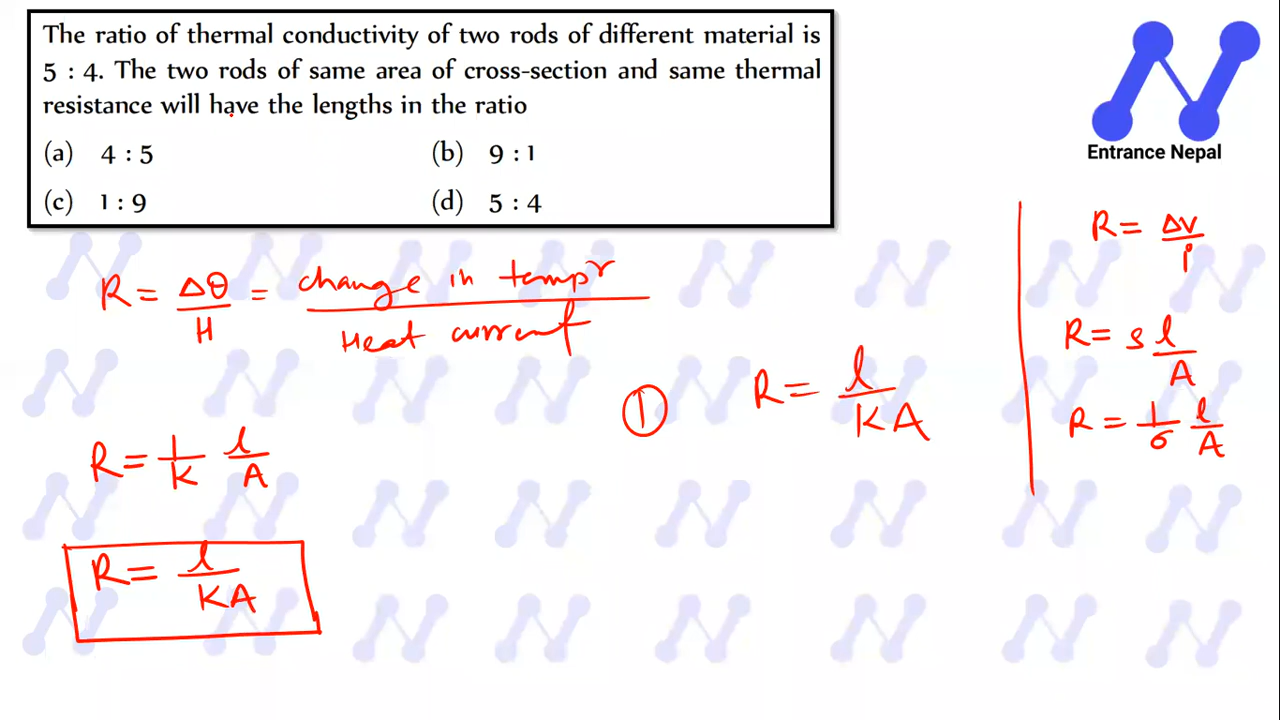 The ratio of thermal conductivity of two rods of different material is
5 : 4. The two rods of same area of cross-section and same thermal
resistance will have the lengths in the ratio
(a) 4 : 5 (b) 9 : 1
(c) 1 : 9 (d) 5 : 4
Entrance Nepal
R = Δθ/H = change in tempr/Heat current
R = 1/K l/A
R = l/KA
① R = l/KA
R = Δv/i
R = s l/A
R = 1/σ l/A